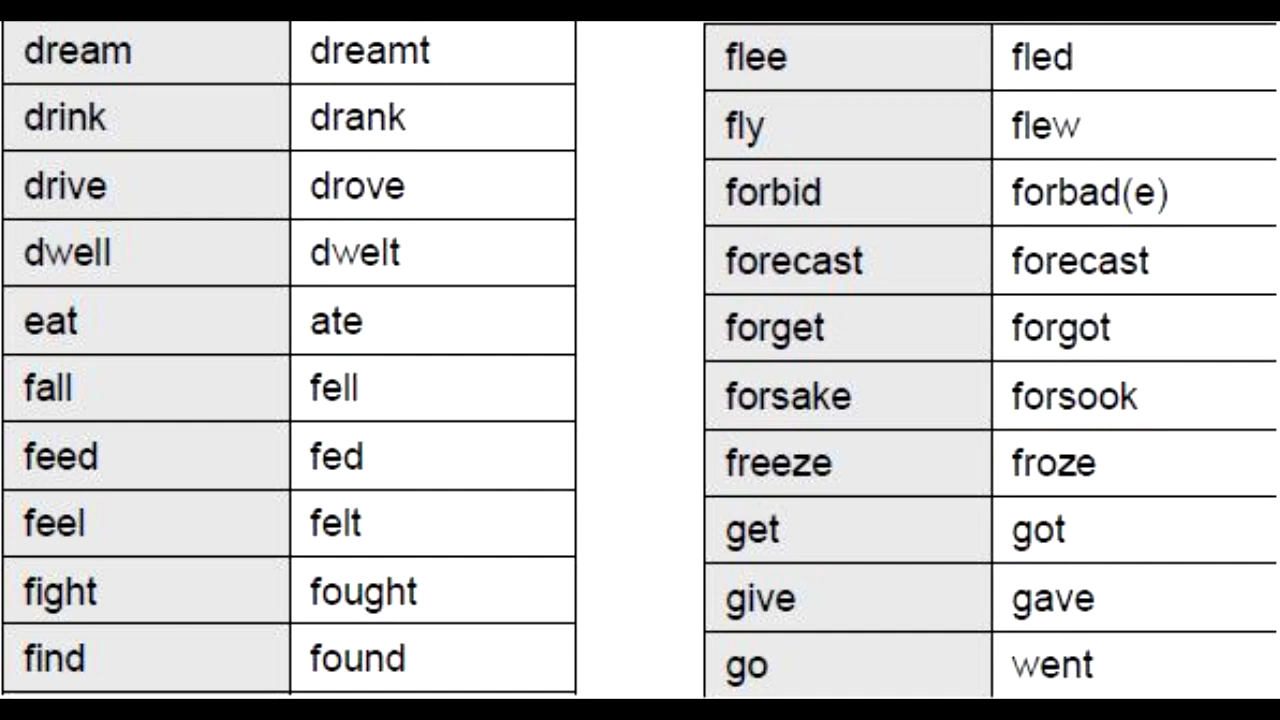 dream dreamt
drink drank
drive drove
dwell dwelt
eat ate
fall fell
feed fed
feel felt
fight fought
find found
flee fled
fly flew
forbid forbad(e)
forecast forecast
forget forgot
forsake forsook
freeze froze
get got
give gave
go went